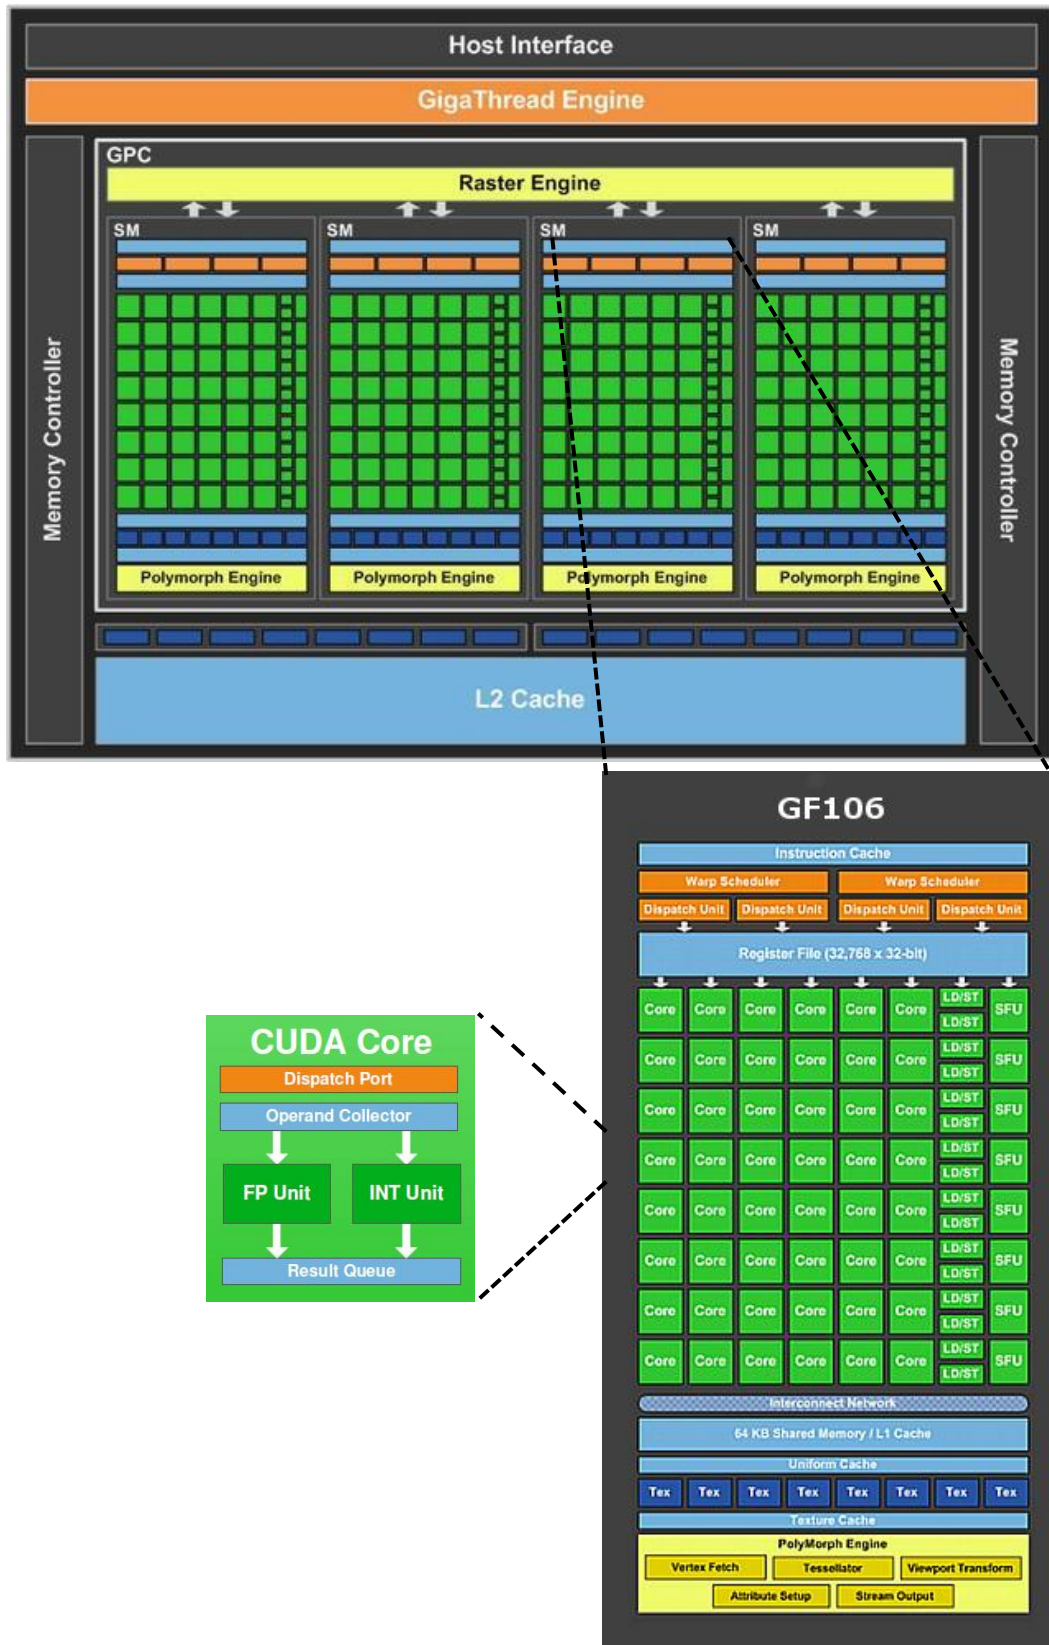 Host Interface
GigaThread Engine
Memory Controller
GPC
Raster Engine
SM SM SM SM
Polymorph Engine Polymorph Engine Polymorph Engine Polymorph Engine
Memory Controller
L2 Cache
GF106
Instruction Cache
Warp Scheduler Warp Scheduler
Dispatch Unit Dispatch Unit Dispatch Unit Dispatch Unit
Register File (32,768 x 32-bit)
Core Core Core Core Core Core LD/ST SFU
LD/ST
Core Core Core Core Core Core LD/ST SFU
LD/ST
Core Core Core Core Core Core LD/ST SFU
LD/ST
Core Core Core Core Core Core LD/ST SFU
LD/ST
Core Core Core Core Core Core LD/ST SFU
LD/ST
Core Core Core Core Core Core LD/ST SFU
LD/ST
Core Core Core Core Core Core LD/ST SFU
LD/ST
Core Core Core Core Core Core LD/ST SFU
LD/ST
Interconnect Network
64 KB Shared Memory / L1 Cache
Uniform Cache
Tex Tex Tex Tex Tex Tex Tex Tex
Texture Cache
PolyMorph Engine
Vertex Fetch Tessellator Viewport Transform
Attribute Setup Stream Output
CUDA Core
Dispatch Port
Operand Collector
FP Unit INT Unit
Result Queue